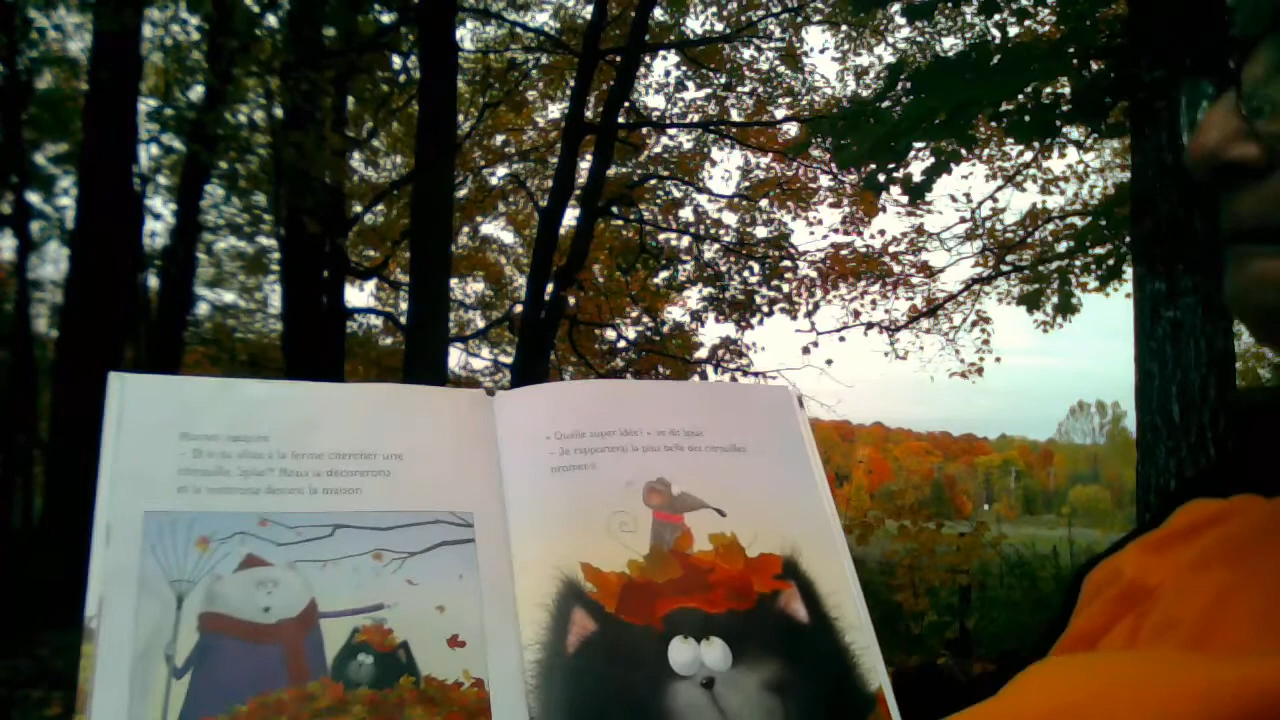 Maman
– Et si tu allais à la ferme chercher une
citrouille, Splat ? Nous la décorerons
et la mettrons devant la maison
« Quelle super idée ! » se dit Splat.
– Je rapporterai la plus belle des citrouilles